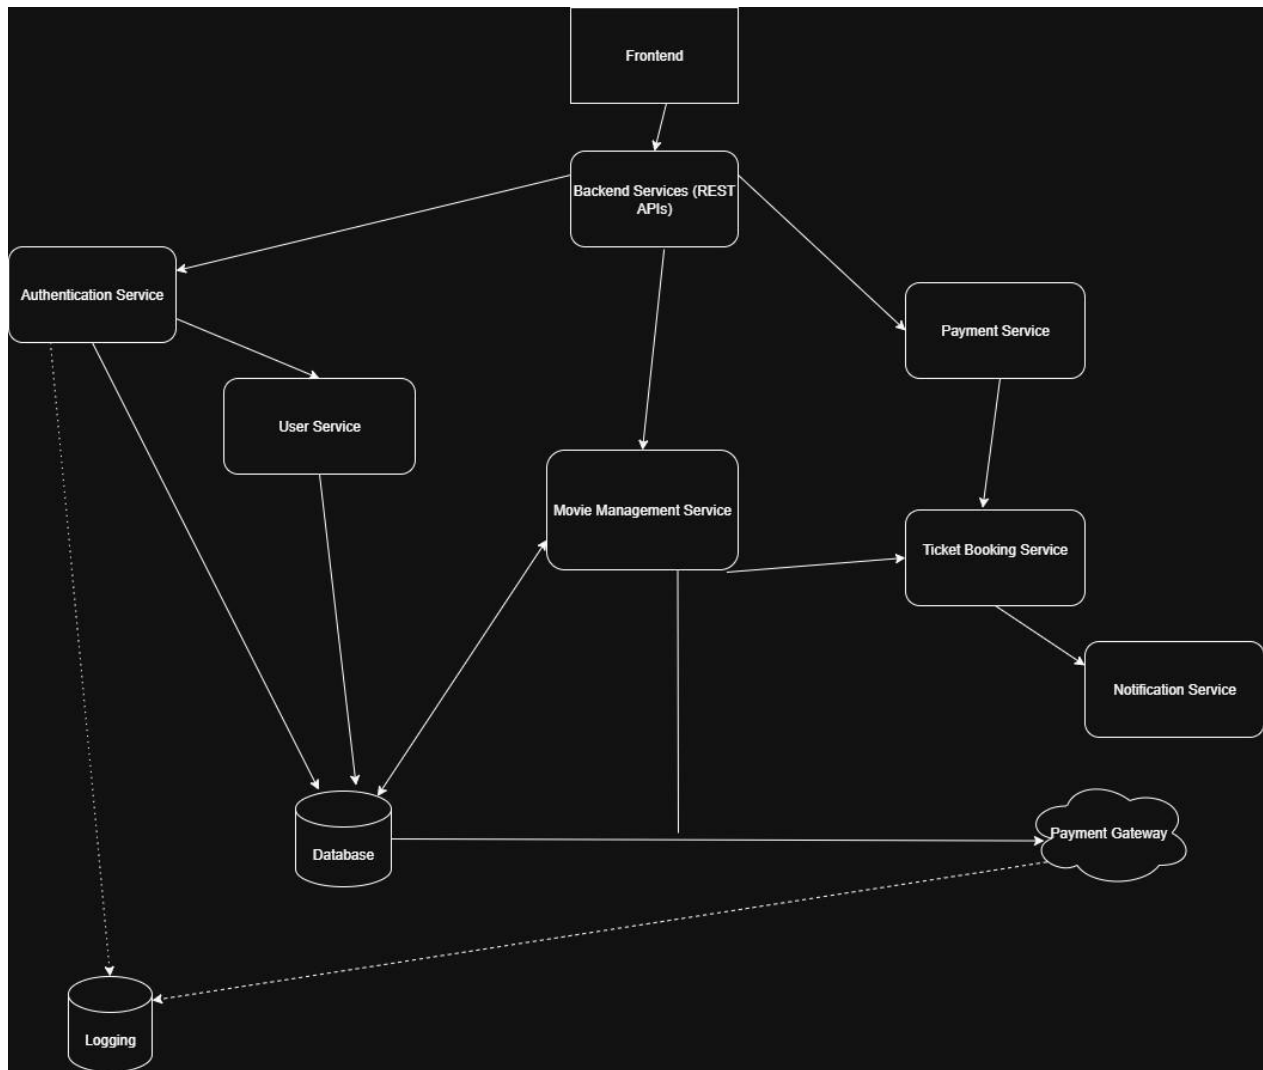 Frontend
Backend Services (REST
APIs)
Authentication Service
Payment Service
User Service
Movie Management Service
Ticket Booking Service
Notification Service
Payment Gateway
Database
Logging